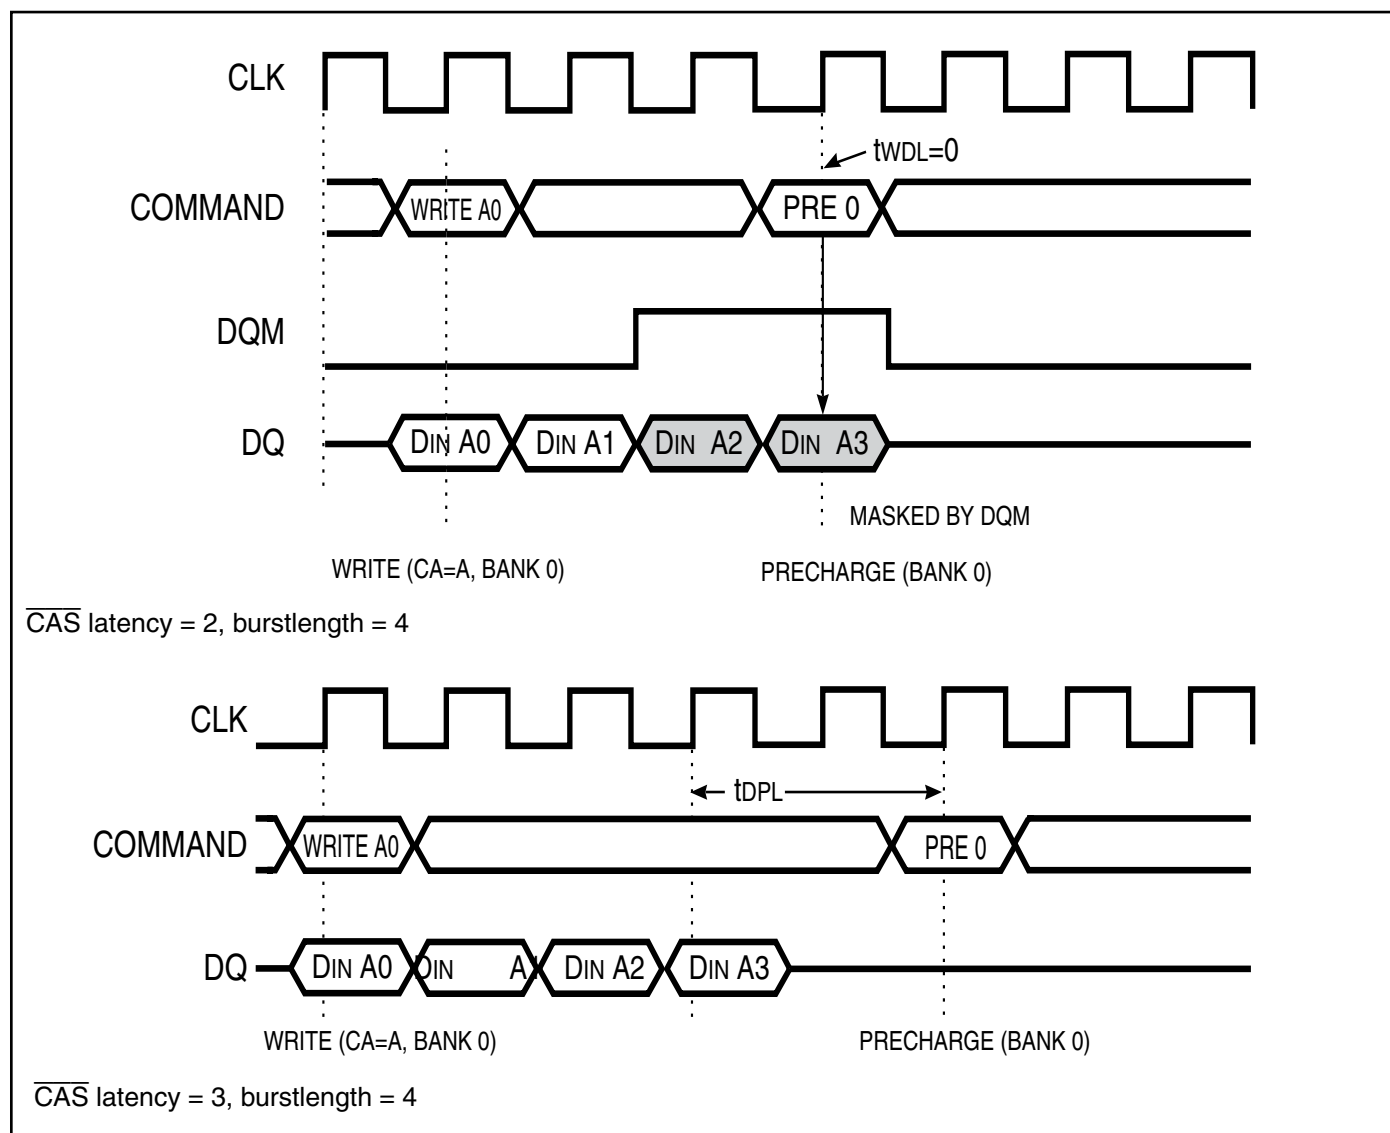 CLK
tWDL=0
COMMAND WRITE A0 PRE 0
DQM
DQ DIN A0 DIN A1 DIN A2 DIN A3
MASKED BY DQM
WRITE (CA=A, BANK 0) PRECHARGE (BANK 0)
CAS latency = 2, burstlength = 4
CLK
tDPL
COMMAND WRITE A0 PRE 0
DQ DIN A0 DIN A1 DIN A2 DIN A3
WRITE (CA=A, BANK 0) PRECHARGE (BANK 0)
CAS latency = 3, burstlength = 4